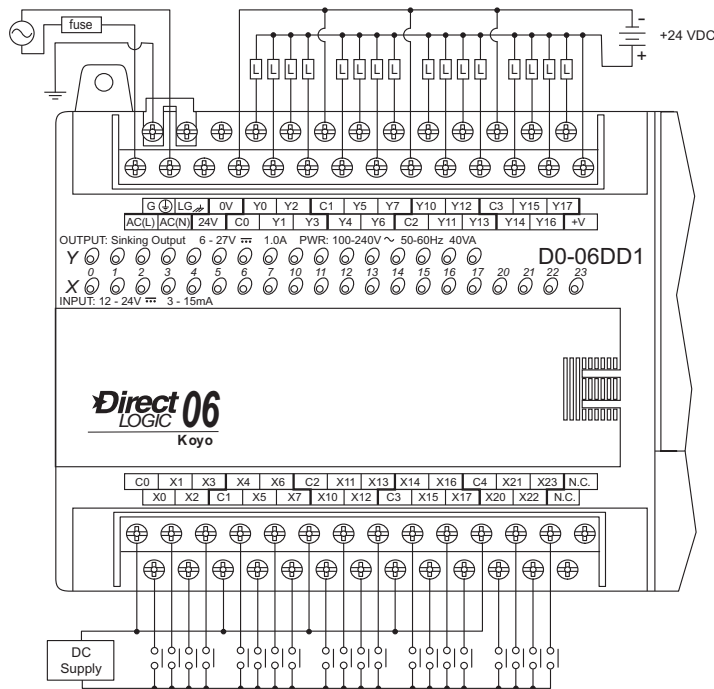 fuse
-
+24 VDC
+
L L L L L L L L L L L L L L L L
G LG 0V Y0 Y2 C1 Y5 Y7 Y10 Y12 C3 Y15 Y17
AC(L) AC(N) 24V C0 Y1 Y3 Y4 Y6 C2 Y11 Y13 Y14 Y16 +V
OUTPUT: Sinking Output 6 - 27V ⎓ 1.0A PWR: 100-240V ~ 50-60Hz 40VA
D0-06DD1
Y
0 1 2 3 4 5 6 7 10 11 12 13 14 15 16 17 20 21 22 23
X
INPUT: 12 - 24V ⎓ 3 - 15mA
Direct
LOGIC 06
Koyo
C0 X1 X3 X4 X6 C2 X11 X13 X14 X16 C4 X21 X23 N.C.
X0 X2 C1 X5 X7 X10 X12 C3 X15 X17 X20 X22 N.C.
DC
Supply